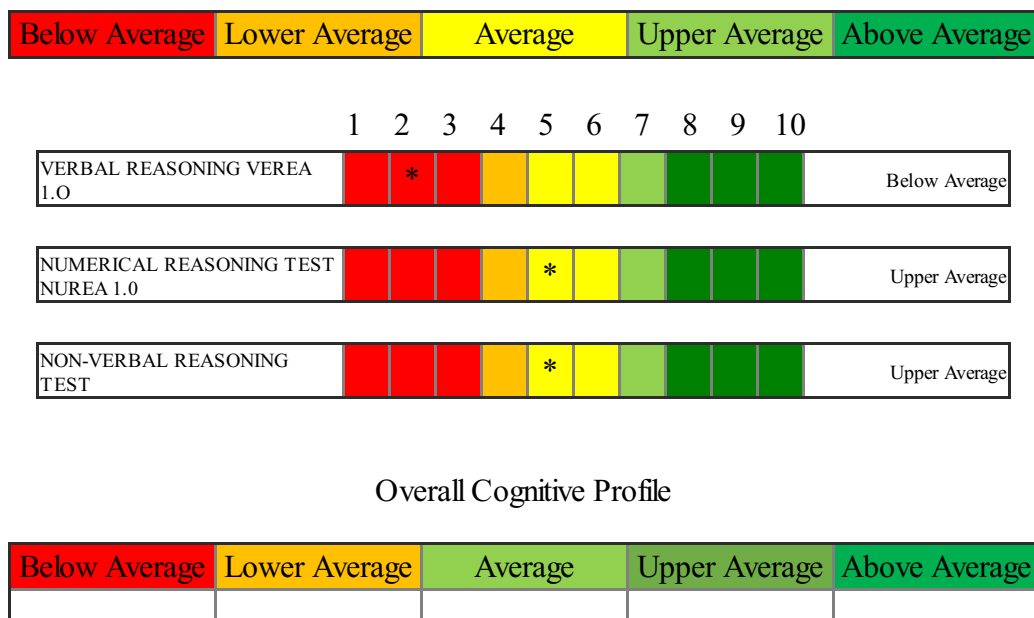 Below Average Lower Average Average Upper Average Above Average
1 2 3 4 5 6 7 8 9 10
VERBAL REASONING VEREA
1.O
* Below Average
NUMERICAL REASONING TEST
NUREA 1.0
* Upper Average
NON-VERBAL REASONING
TEST
* Upper Average
Overall Cognitive Profile
Below Average Lower Average Average Upper Average Above Average